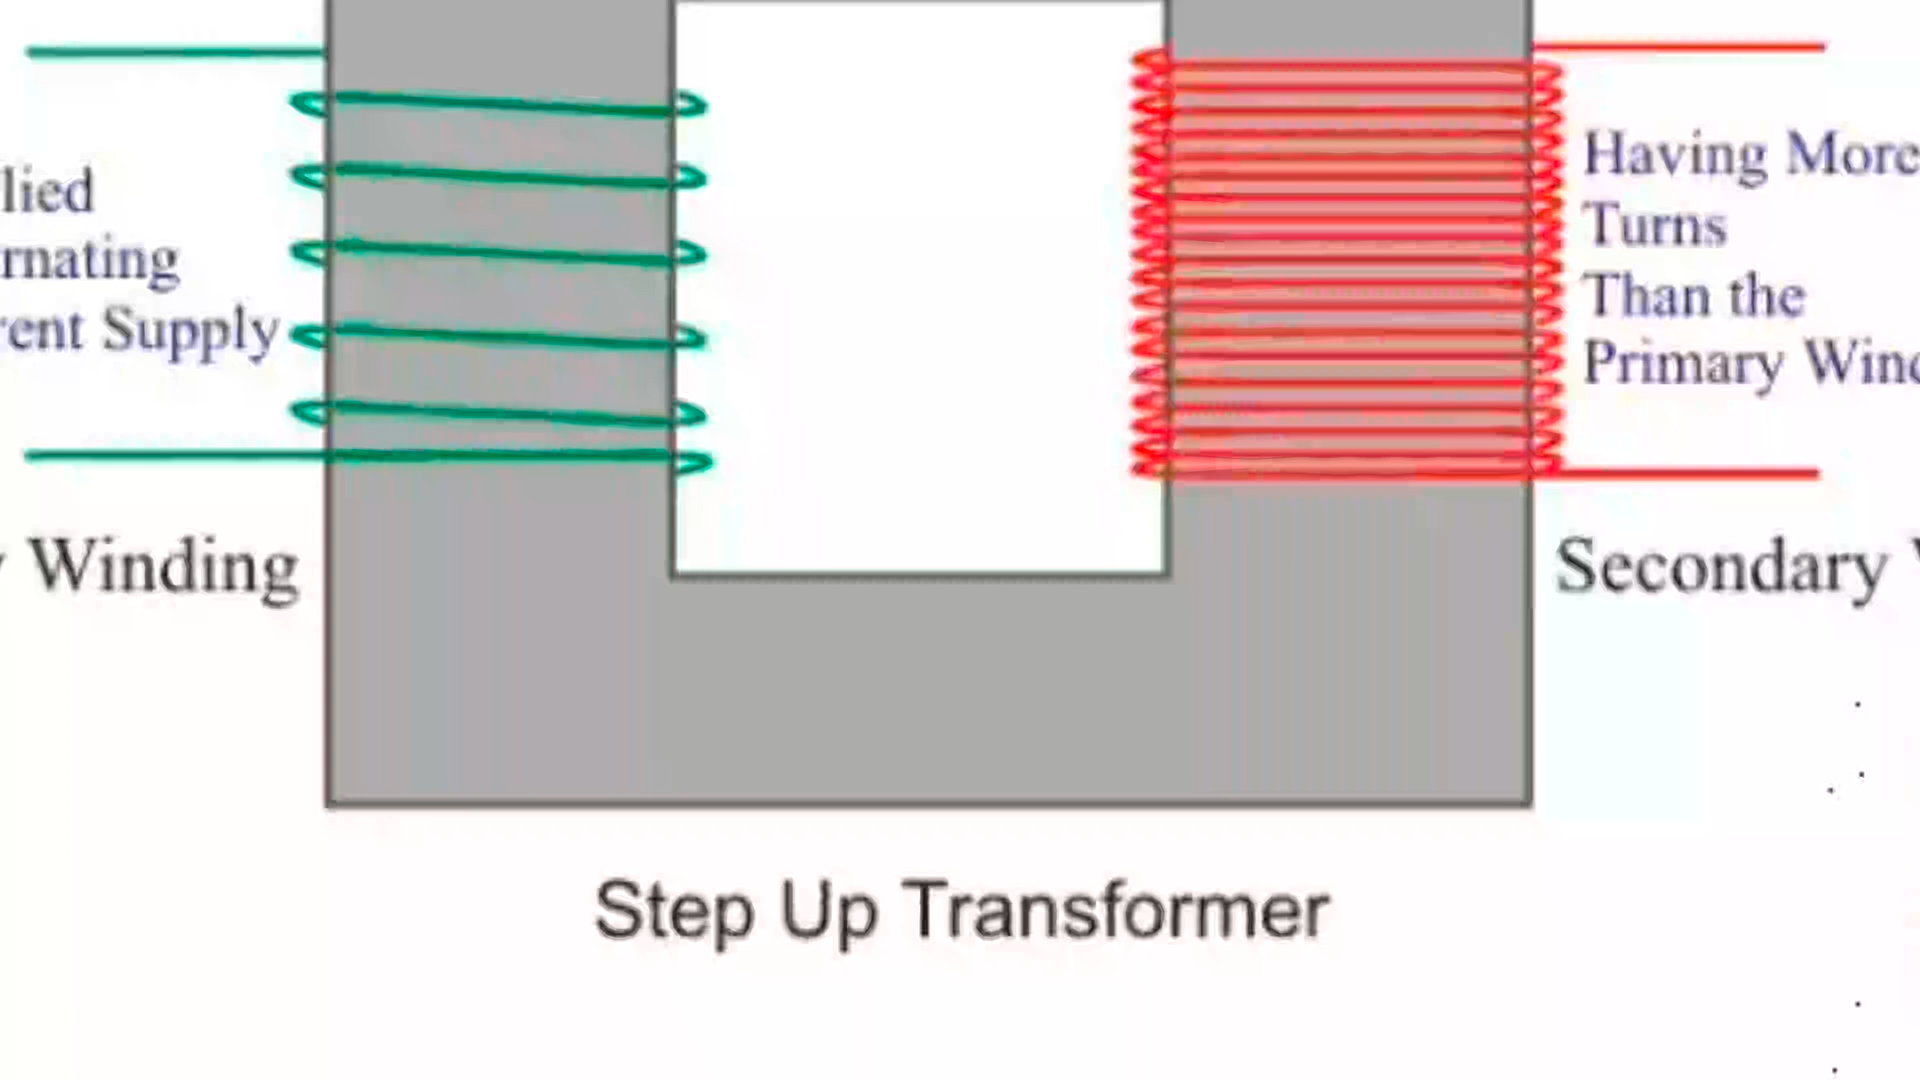 lied
rnating
rent Supply
Winding
Having More
Turns
Than the
Primary Wind
Secondary
Step Up Transformer